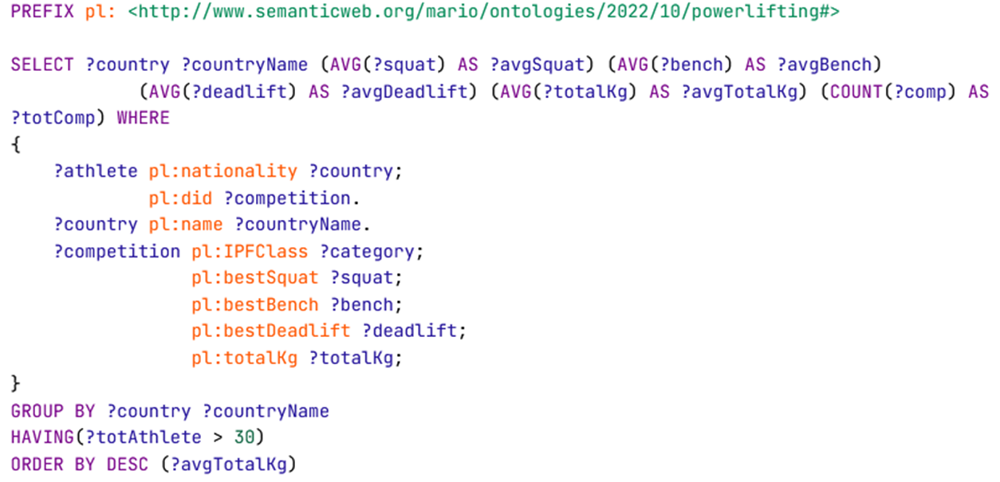 PREFIX pl: <http://www.semanticweb.org/mario/ontologies/2022/10/powerlifting#>
SELECT ?country ?countryName (AVG(?squat) AS ?avgSquat) (AVG(?bench) AS ?avgBench)
(AVG(?deadlift) AS ?avgDeadlift) (AVG(?totalKg) AS ?avgTotalKg) (COUNT(?comp) AS
?totComp) WHERE
{
?athlete pl:nationality ?country;
pl:did ?competition.
?country pl:name ?countryName.
?competition pl:IPFClass ?category;
pl:bestSquat ?squat;
pl:bestBench ?bench;
pl:bestDeadlift ?deadlift;
pl:totalKg ?totalKg;
}
GROUP BY ?country ?countryName
HAVING(?totAthlete > 30)
ORDER BY DESC (?avgTotalKg)